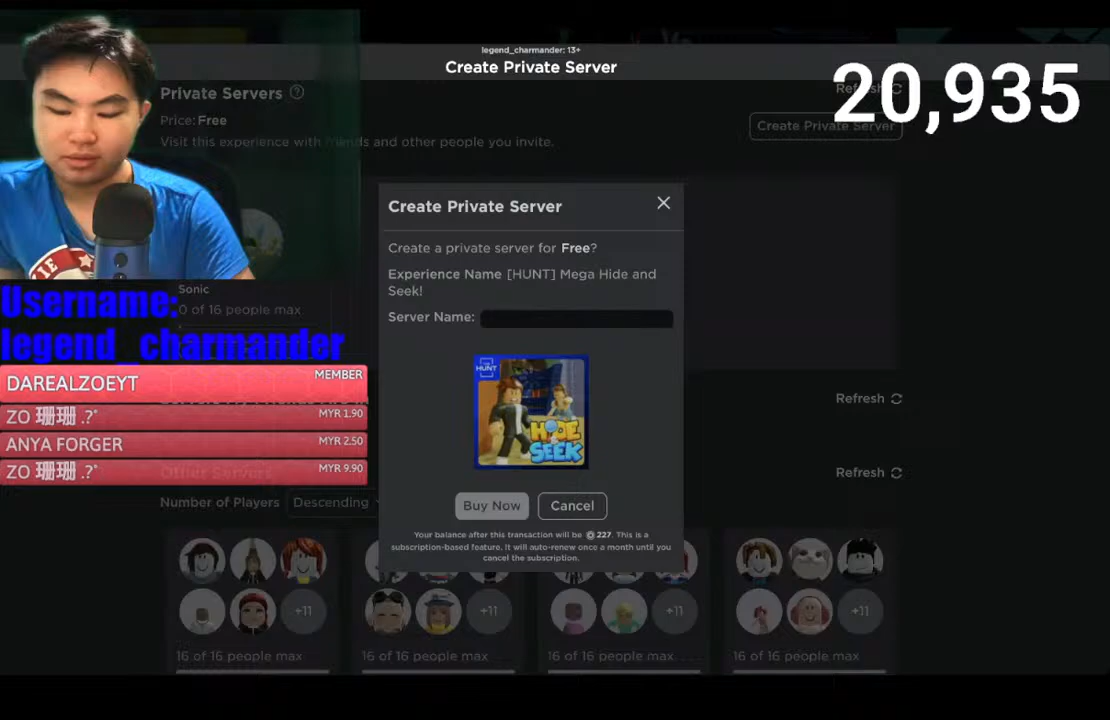 legend_charmander: 13+
Create Private Server
20,935
Private Servers
Price: Free
Create Private Server
Visit this experience with friends and other people you invite.
Create Private Server
Create a private server for Free?
Experience Name [HUNT] Mega Hide and
Seek!
Server Name:
Sonic
0 of 16 people max
Username:
legend_charmander
DAREALZOEYT MEMBER
ZO 珊珊 .?* MYR 1.90
ANYA FORGER MYR 2.50
ZO 珊珊 .?* MYR 9.90
THE
HUNT
HiDE
SEEK
Refresh
Other Servers
Refresh
Number of Players Descending
Buy Now Cancel
Your balance after this transaction will be 227. This is a
subscription-based feature. It will auto-renew once a month until you
cancel the subscription.
+11 +11 +11 +11
16 of 16 people max 16 of 16 people max 16 of 16 people max 16 of 16 people max